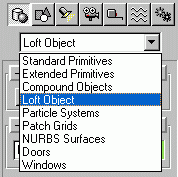 Loft Object
Standard Primitives
Extended Primitives
Compound Objects
Loft Object
Particle Systems
Patch Grids
NURBS Surfaces
Doors
Windows